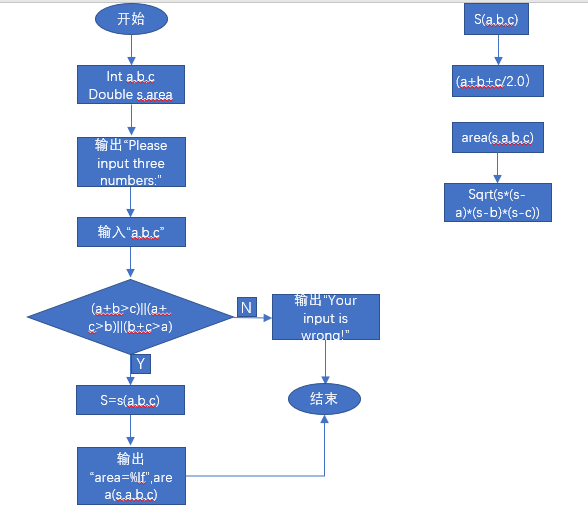 开始
Int a.b.c
Double s.area
输出“Please
input three
numbers:”
输入“a.b.c”
(a+b>c)||(a+
c>b)||(b+c>a)
N
输出“Your
input is
wrong!”
Y
S=s(a.b.c)
结束
输出
“area=%lf”,are
a(s.a.b.c)
S(a.b.c)
(a+b+c/2.0）
area(s.a.b.c)
Sqrt(s*(s-
a)*(s-b)*(s-c))